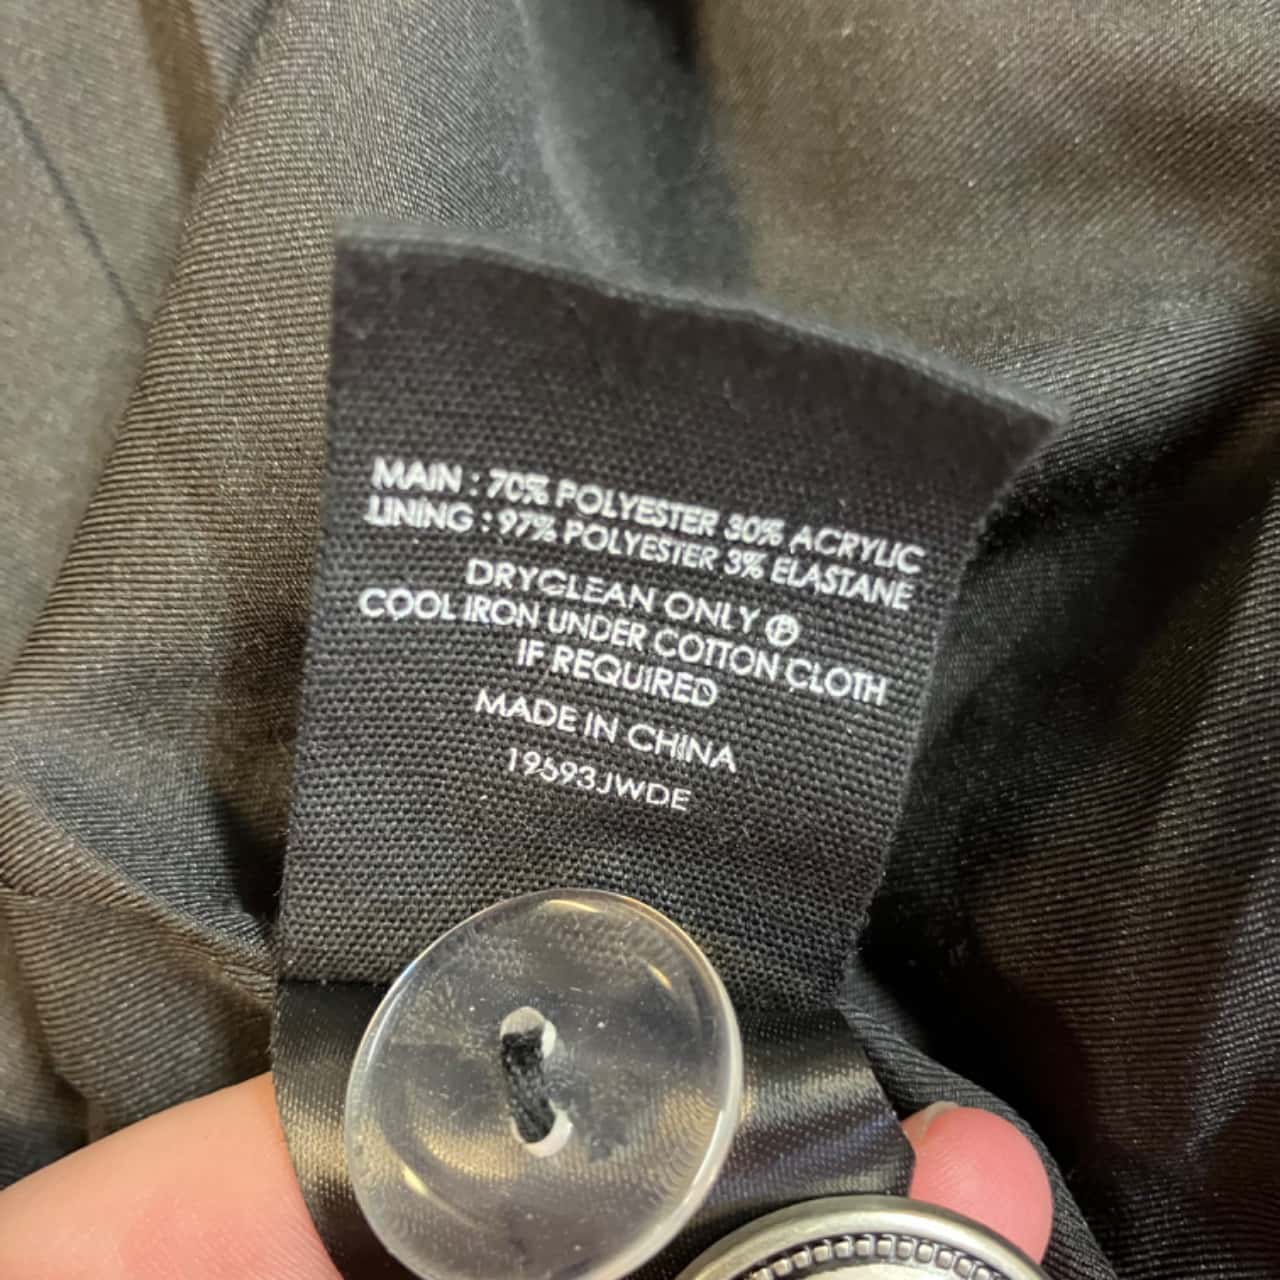 MAIN : 70% POLYESTER 30% ACRYLIC
LINING : 97% POLYESTER 3% ELASTANE
DRYCLEAN ONLY Ⓟ
COOL IRON UNDER COTTON CLOTH
IF REQUIRED
MADE IN CHINA
19593JWDE